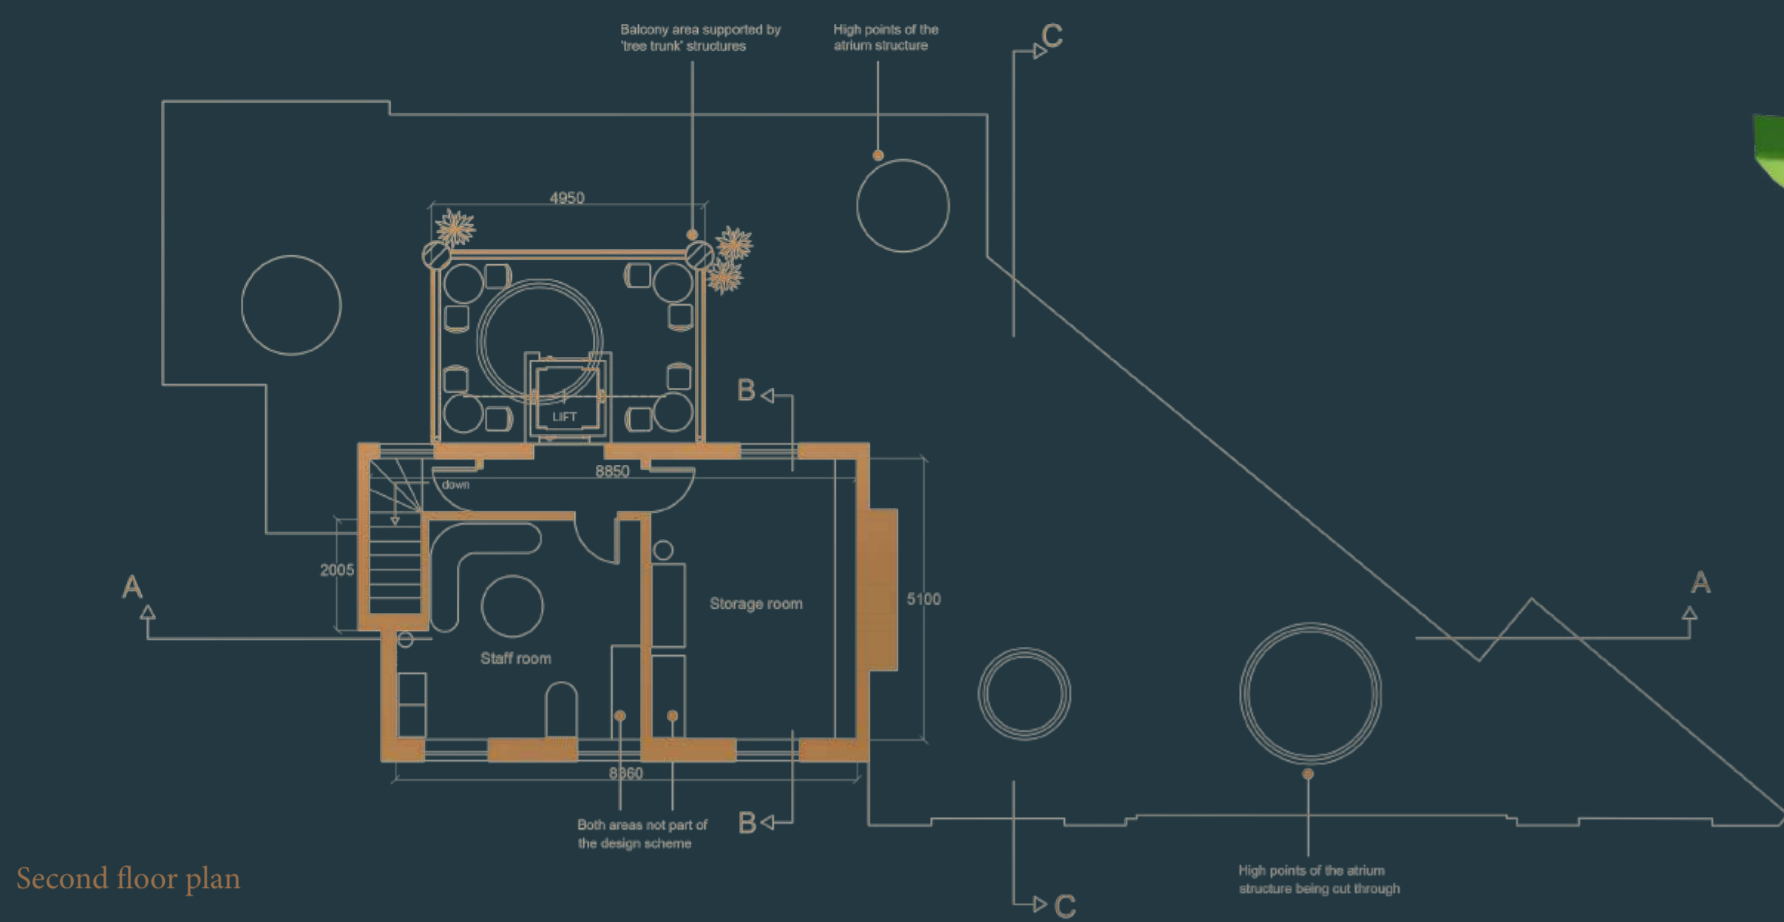 Balcony area supported by
'tree trunk' structures
High points of the
atrium structure
C
4950
B
LIFT
8850
down
2005
A
5100
A
Storage room
Staff room
8360
Both areas not part of
the design scheme
B
High points of the atrium
structure being cut through
Second floor plan
C